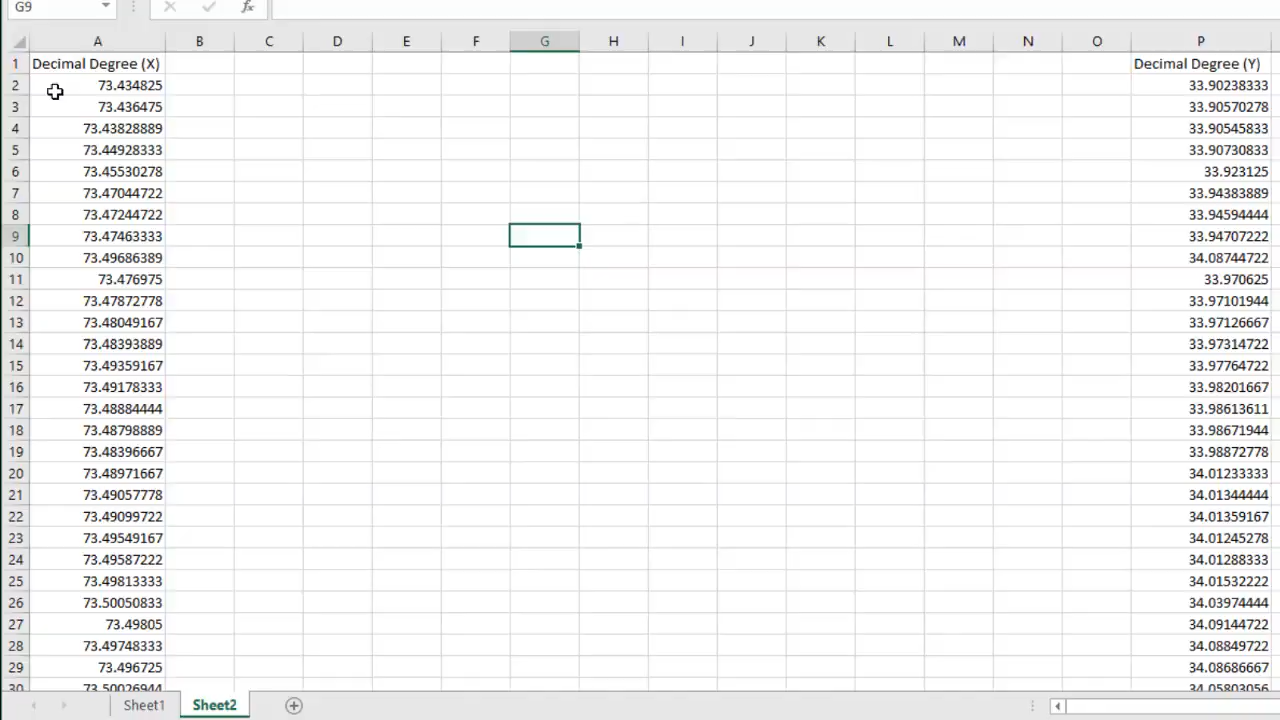 G9 fx
A B C D E F G H I J K L M N O P
1 Decimal Degree (X) Decimal Degree (Y)
2 73.434825 33.90238333
3 73.436475 33.90570278
4 73.43828889 33.90545833
5 73.44928333 33.90730833
6 73.45530278 33.923125
7 73.47044722 33.94383889
8 73.47244722 33.94594444
9 73.47463333 33.94707222
10 73.49686389 34.08744722
11 73.476975 33.970625
12 73.47872778 33.97101944
13 73.48049167 33.97126667
14 73.48393889 33.97314722
15 73.49359167 33.97764722
16 73.49178333 33.98201667
17 73.48884444 33.98613611
18 73.48798889 33.98671944
19 73.48396667 33.98872778
20 73.48971667 34.01233333
21 73.49057778 34.01344444
22 73.49099722 34.01359167
23 73.49549167 34.01245278
24 73.49587222 34.01288333
25 73.49813333 34.01532222
26 73.50050833 34.03974444
27 73.49805 34.09144722
28 73.49748333 34.08849722
29 73.496725 34.08686667
30 73.50026944 34.05803056
Sheet1 Sheet2